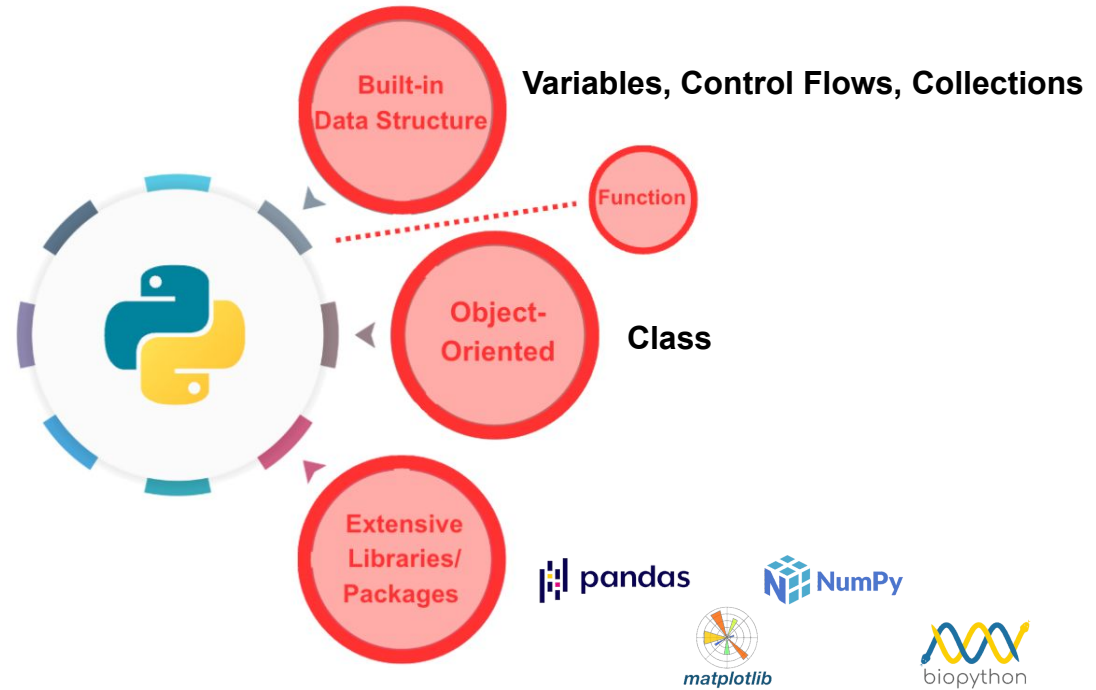 Built-in
Data Structure
Variables, Control Flows, Collections
Function
Object-
Oriented
Class
Extensive
Libraries/
Packages
pandas
NumPy
matplotlib
biopython